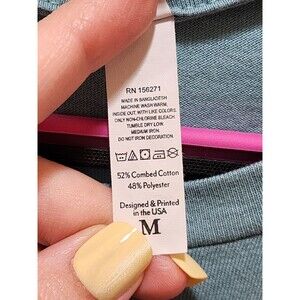 RN 156271
MADE IN BANGLADESH
MACHINE WASH WARM.
INSIDE OUT, WITH LIKE COLORS.
ONLY NON-CHLORINE BLEACH.
TUMBLE DRY LOW.
MEDIUM IRON.
DO NOT IRON DECORATION.
52% Combed Cotton
48% Polyester
Designed & Printed
in the USA
M